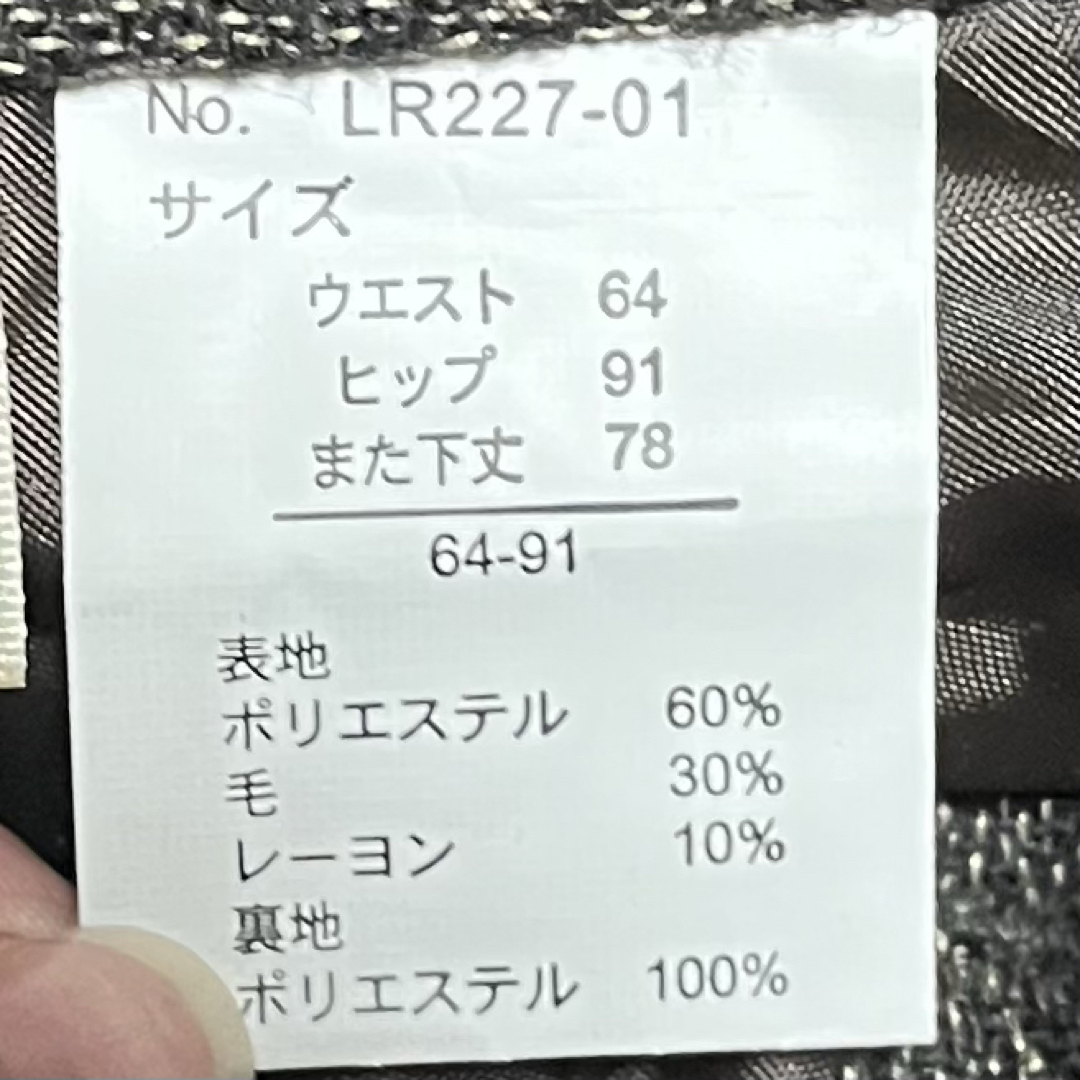 No. LR227-01
サイズ
ウエスト 64
ヒップ 91
また下丈 78
64-91
表地
ポリエステル 60%
毛 30%
レーヨン 10%
裏地
ポリエステル 100%